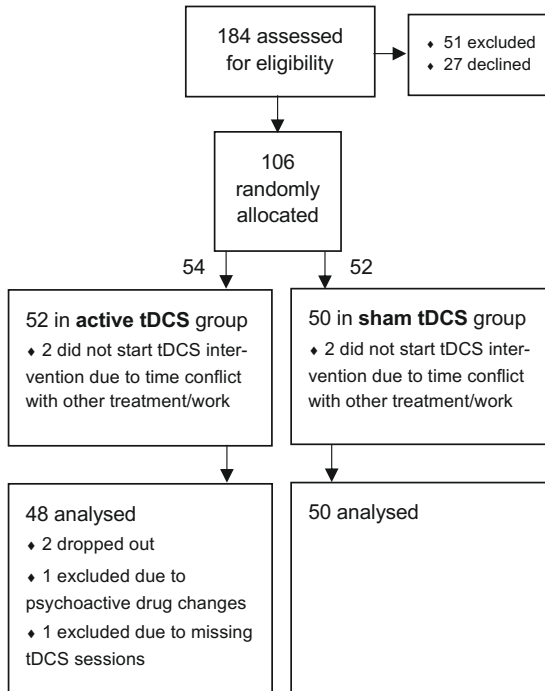 184 assessed
for eligibility
♦ 51 excluded
♦ 27 declined
106
randomly
allocated
54
52
52 in active tDCS group
♦ 2 did not start tDCS inter-
vention due to time conflict
with other treatment/work
50 in sham tDCS group
♦ 2 did not start tDCS inter-
vention due to time conflict
with other treatment/work
48 analysed
♦ 2 dropped out
♦ 1 excluded due to
psychoactive drug changes
♦ 1 excluded due to missing
tDCS sessions
50 analysed